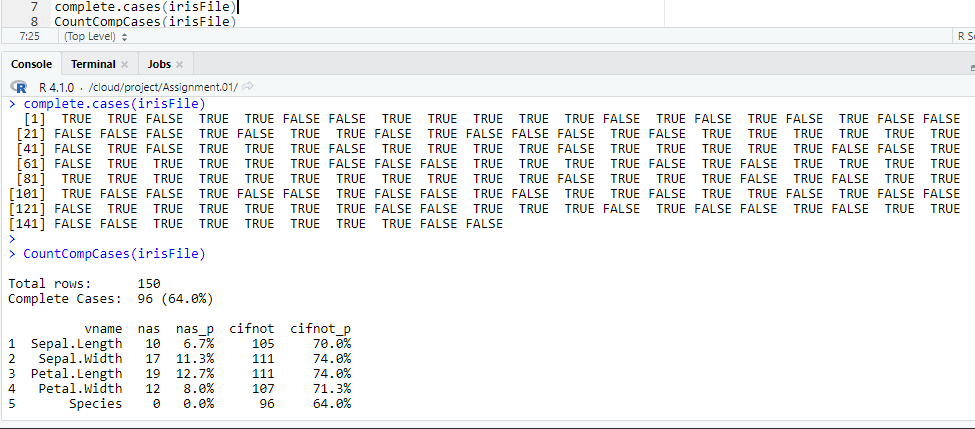 7 complete.cases(irisFile)
8 CountCompCases(irisFile)
7:25 (Top Level) R S
Console Terminal Jobs
R 4.1.0 · /cloud/project/Assignment.01/
> complete.cases(irisFile)
[1] TRUE TRUE FALSE TRUE TRUE FALSE FALSE TRUE TRUE TRUE TRUE TRUE FALSE TRUE FALSE TRUE FALSE TRUE FALSE FALSE
[21] FALSE FALSE FALSE TRUE FALSE TRUE TRUE FALSE TRUE FALSE FALSE FALSE TRUE FALSE TRUE TRUE TRUE TRUE TRUE TRUE
[41] FALSE TRUE FALSE TRUE TRUE TRUE FALSE TRUE TRUE TRUE TRUE FALSE TRUE TRUE TRUE TRUE FALSE FALSE FALSE TRUE
[61] FALSE TRUE TRUE TRUE TRUE TRUE FALSE FALSE FALSE TRUE TRUE TRUE TRUE FALSE TRUE FALSE FALSE TRUE TRUE TRUE
[81] TRUE TRUE TRUE TRUE TRUE TRUE TRUE TRUE TRUE TRUE TRUE FALSE TRUE TRUE TRUE FALSE TRUE TRUE FALSE TRUE
[101] TRUE FALSE FALSE TRUE FALSE FALSE TRUE FALSE FALSE TRUE FALSE TRUE TRUE FALSE TRUE TRUE FALSE TRUE FALSE FALSE
[121] FALSE TRUE TRUE TRUE TRUE TRUE TRUE FALSE FALSE TRUE TRUE TRUE FALSE TRUE FALSE FALSE TRUE FALSE TRUE TRUE
[141] FALSE FALSE TRUE TRUE TRUE TRUE TRUE TRUE FALSE FALSE
>
> CountCompCases(irisFile)
Total rows: 150
Complete Cases: 96 (64.0%)
vname nas nas_p cifnot cifnot_p
1 Sepal.Length 10 6.7% 105 70.0%
2 Sepal.Width 17 11.3% 111 74.0%
3 Petal.Length 19 12.7% 111 74.0%
4 Petal.Width 12 8.0% 107 71.3%
5 Species 0 0.0% 96 64.0%